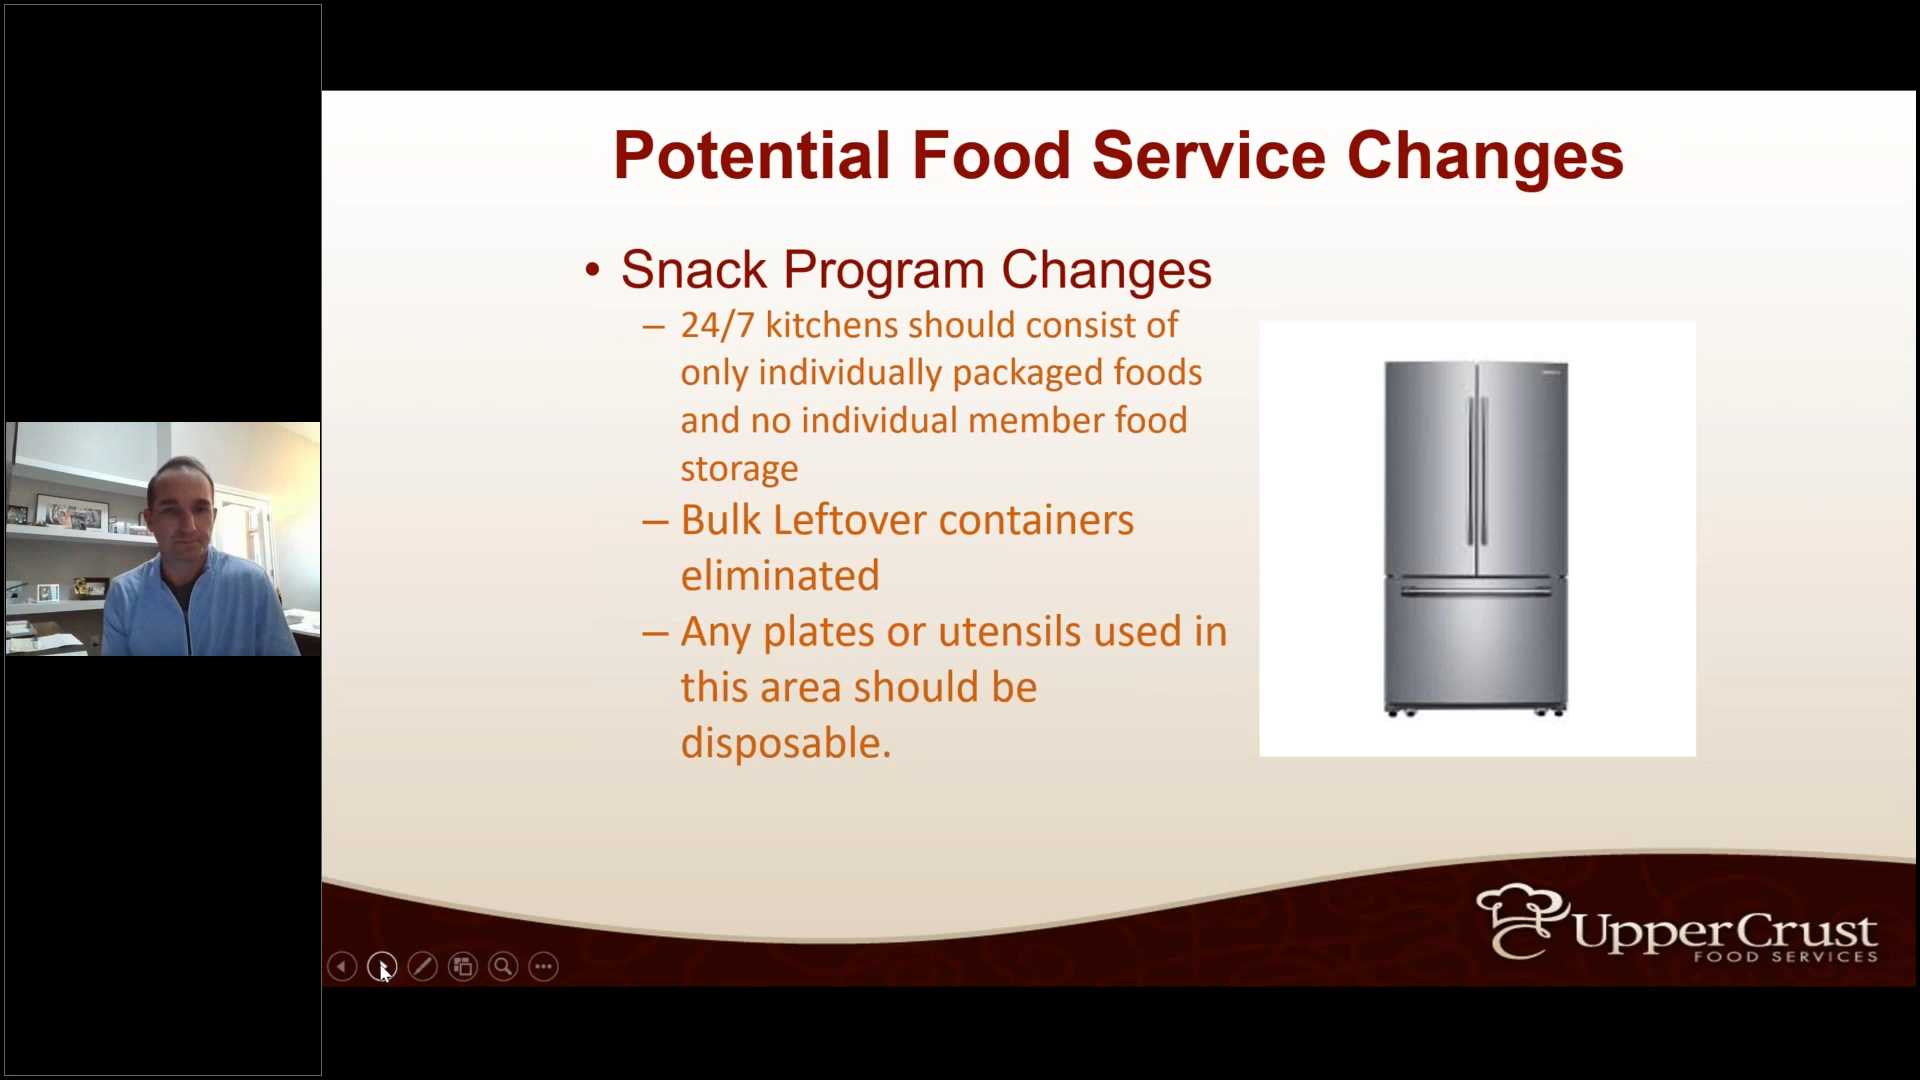 Potential Food Service Changes
• Snack Program Changes
– 24/7 kitchens should consist of
only individually packaged foods
and no individual member food
storage
– Bulk Leftover containers
eliminated
– Any plates or utensils used in
this area should be
disposable.
UpperCrust
FOOD SERVICES